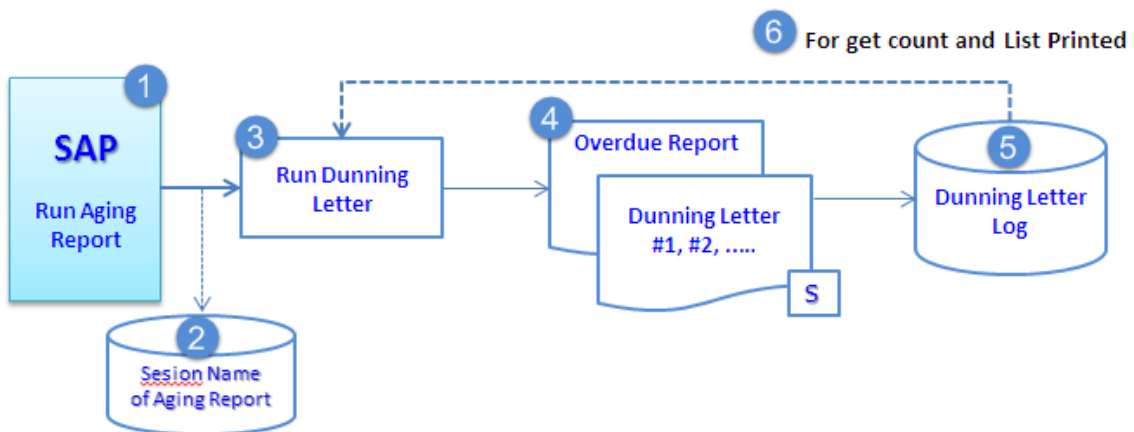 6 For get count and List Printed
1
SAP
Run Aging
Report
2
Sesion Name
of Aging Report
3
Run Dunning
Letter
4
Overdue Report
Dunning Letter
#1, #2, .....
S
5
Dunning Letter
Log